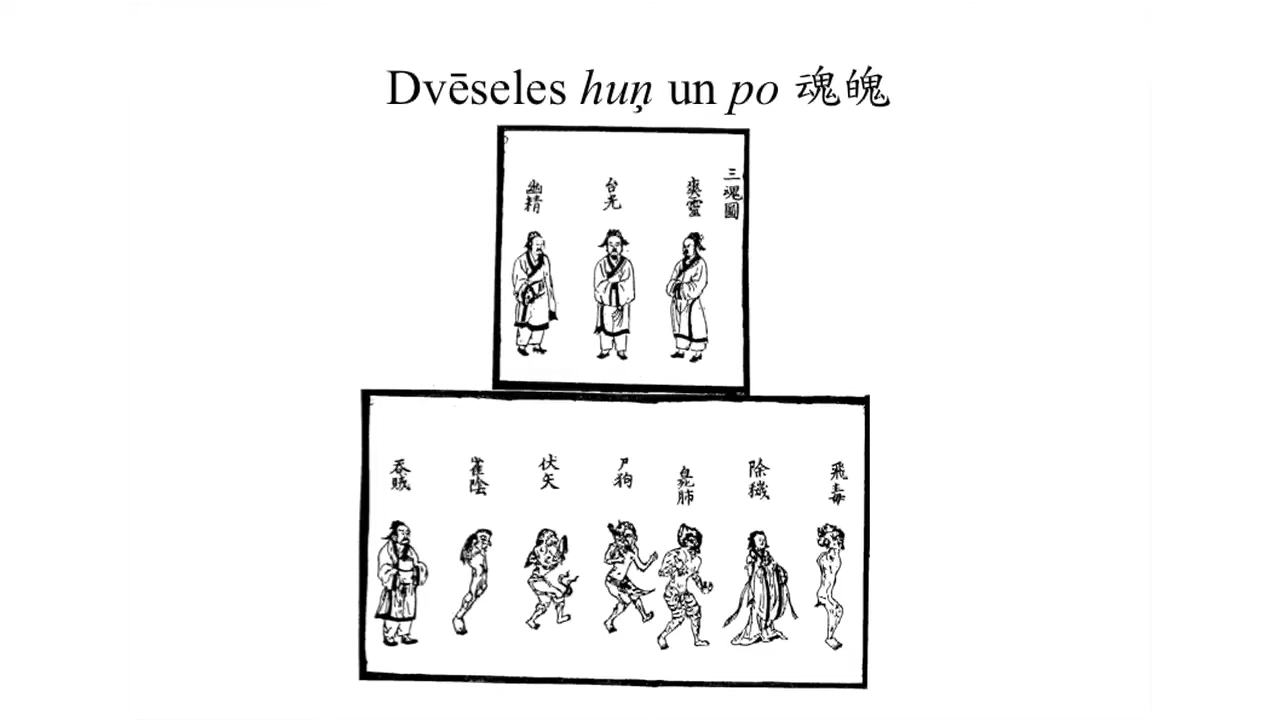 Dvēseles huņ un po 魂魄
三魂圖
爽靈
台光
幽精
飛毒
除穢
臭肺
尸狗
伏矢
雀陰
吞賊